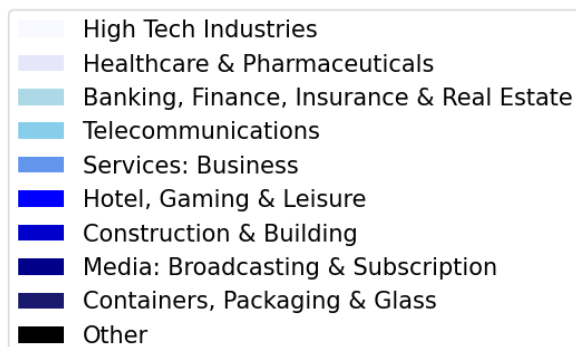 High Tech Industries
Healthcare & Pharmaceuticals
Banking, Finance, Insurance & Real Estate
Telecommunications
Services: Business
Hotel, Gaming & Leisure
Construction & Building
Media: Broadcasting & Subscription
Containers, Packaging & Glass
Other